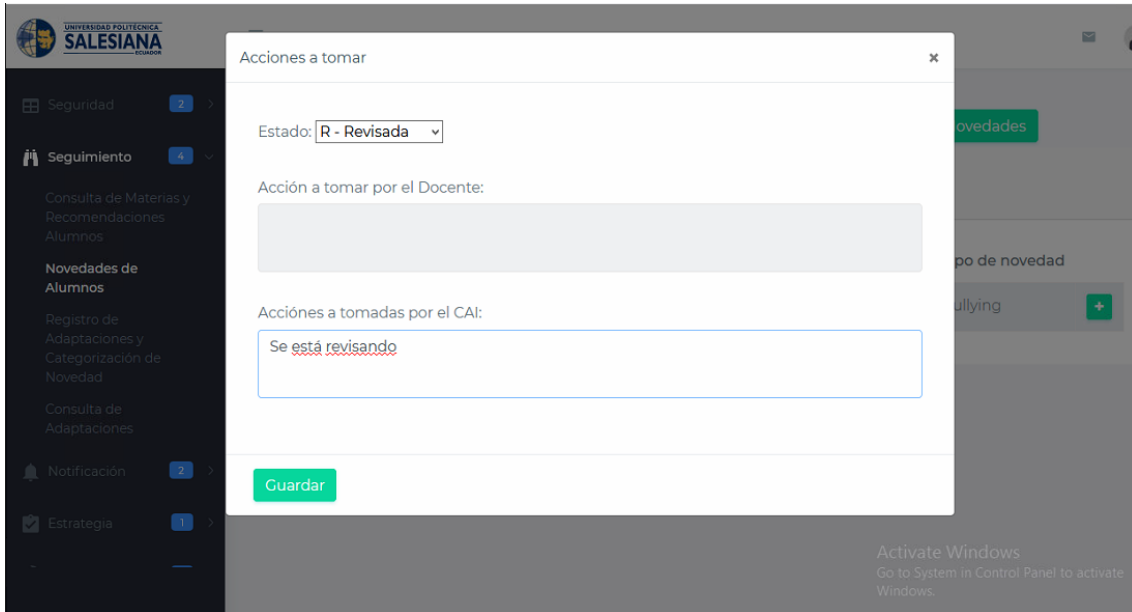 UNIVERSIDAD POLITÉCNICA
SALESIANA
ECUADOR
Seguridad 2
Seguimiento 4
Consulta de Materias y
Recomendaciones
Alumnos
Novedades de
Alumnos
Registro de
Adaptaciones y
Categorización de
Novedad
Consulta de
Adaptaciones
Notificación 2
Estrategia 1
Acciones a tomar ×
Estado: R - Revisada
Acción a tomar por el Docente:
Acciónes a tomadas por el CAI:
Se está revisando
Guardar
ovedades
po de novedad
ullying +
Activate Windows
Go to System in Control Panel to activate
Windows.